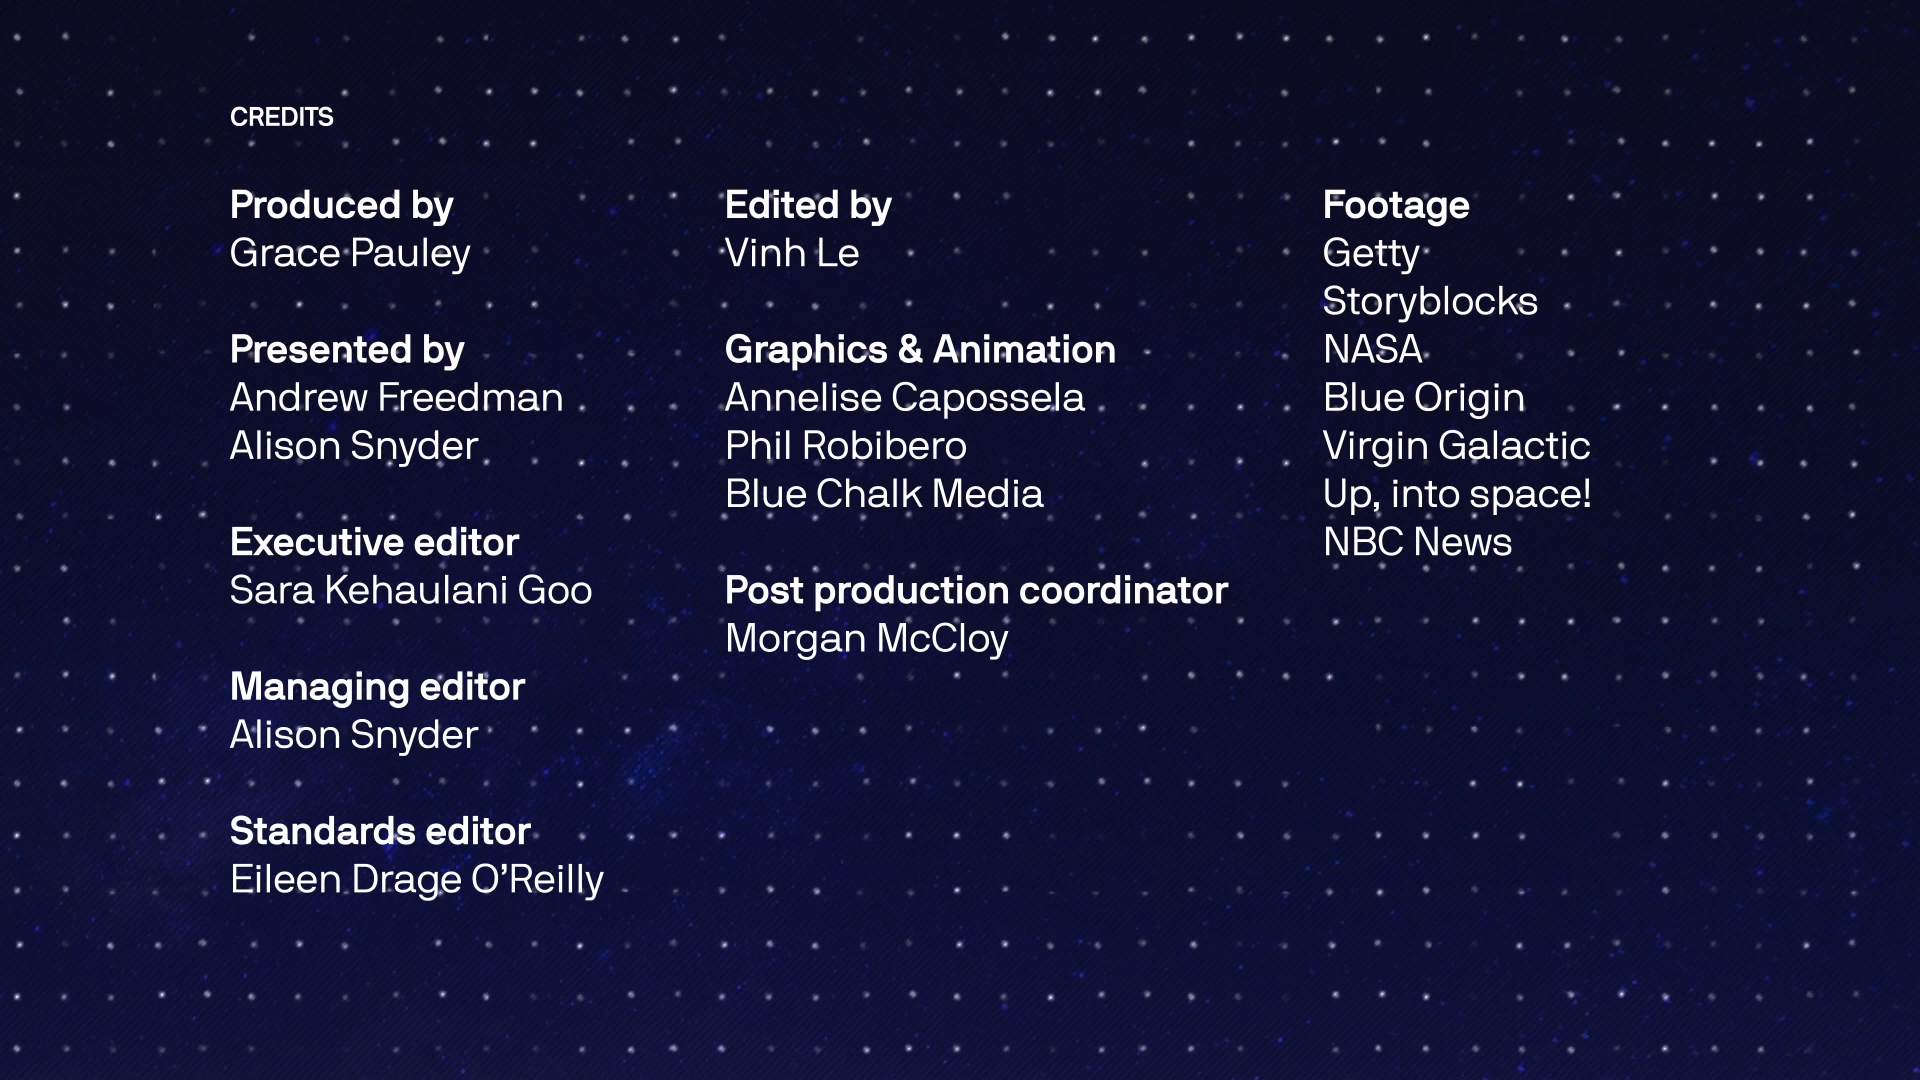 CREDITS
Produced by
Grace Pauley
Presented by
Andrew Freedman
Alison Snyder
Executive editor
Sara Kehaulani Goo
Managing editor
Alison Snyder
Standards editor
Eileen Drage O’Reilly
Edited by
Vinh Le
Graphics & Animation
Annelise Capossela
Phil Robibero
Blue Chalk Media
Post production coordinator
Morgan McCloy
Footage
Getty
Storyblocks
NASA
Blue Origin
Virgin Galactic
Up, into space!
NBC News